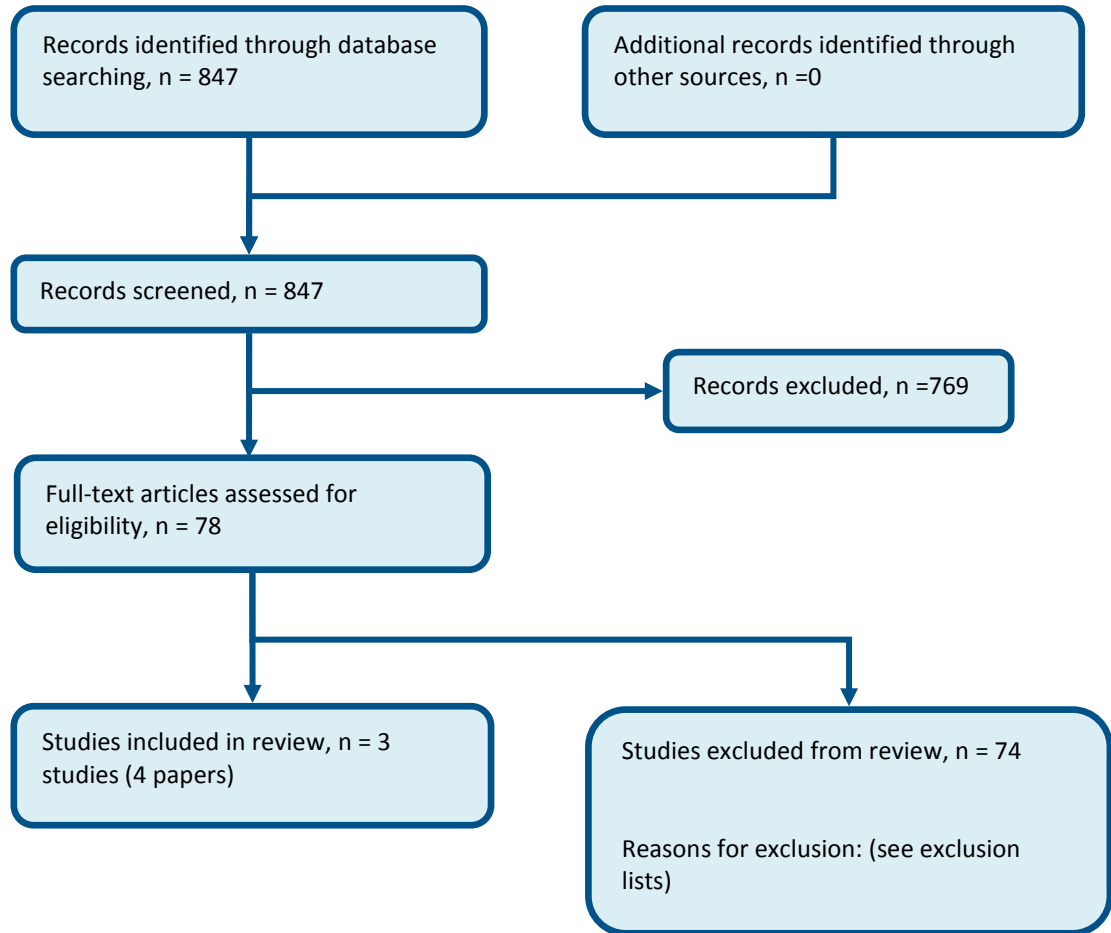 Records identified through database
searching, n = 847
Additional records identified through
other sources, n =0
Records screened, n = 847
Records excluded, n =769
Full-text articles assessed for
eligibility, n = 78
Studies included in review, n = 3
studies (4 papers)
Studies excluded from review, n = 74
Reasons for exclusion: (see exclusion
lists)